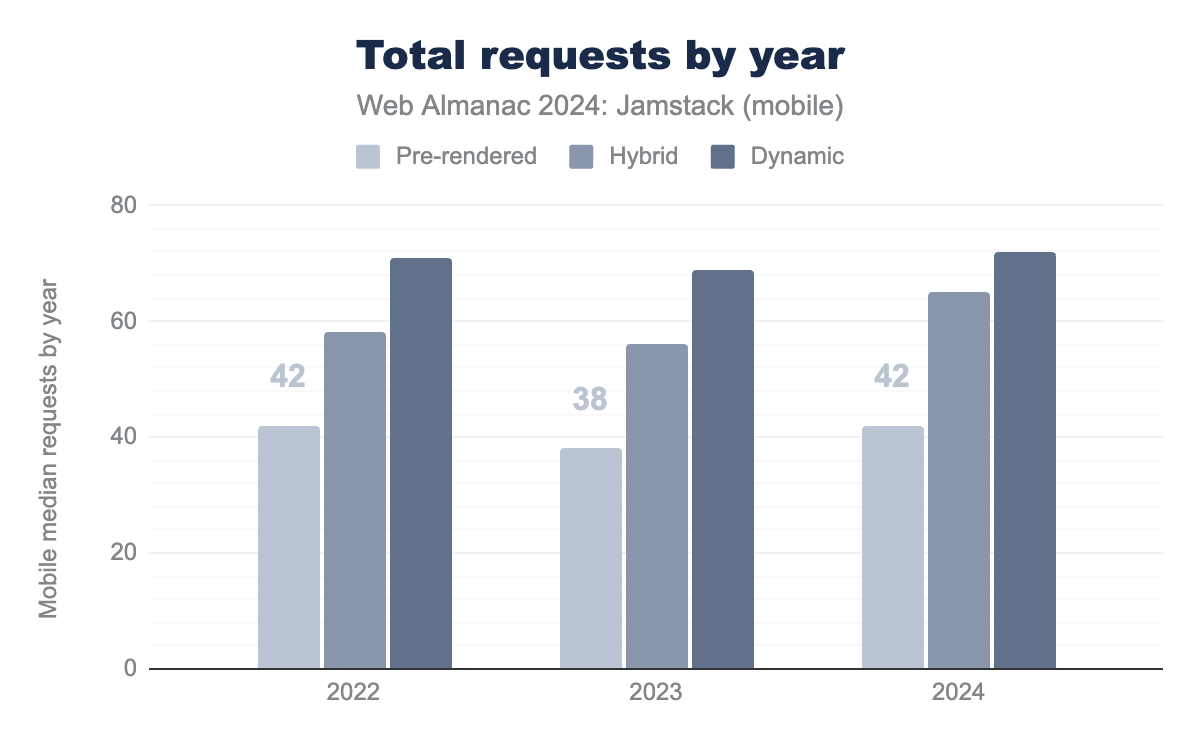 Total requests by year
Web Almanac 2024: Jamstack (mobile)
Pre-rendered Hybrid Dynamic
Mobile median requests by year
80
60
40
20
0
42
38
42
2022 2023 2024